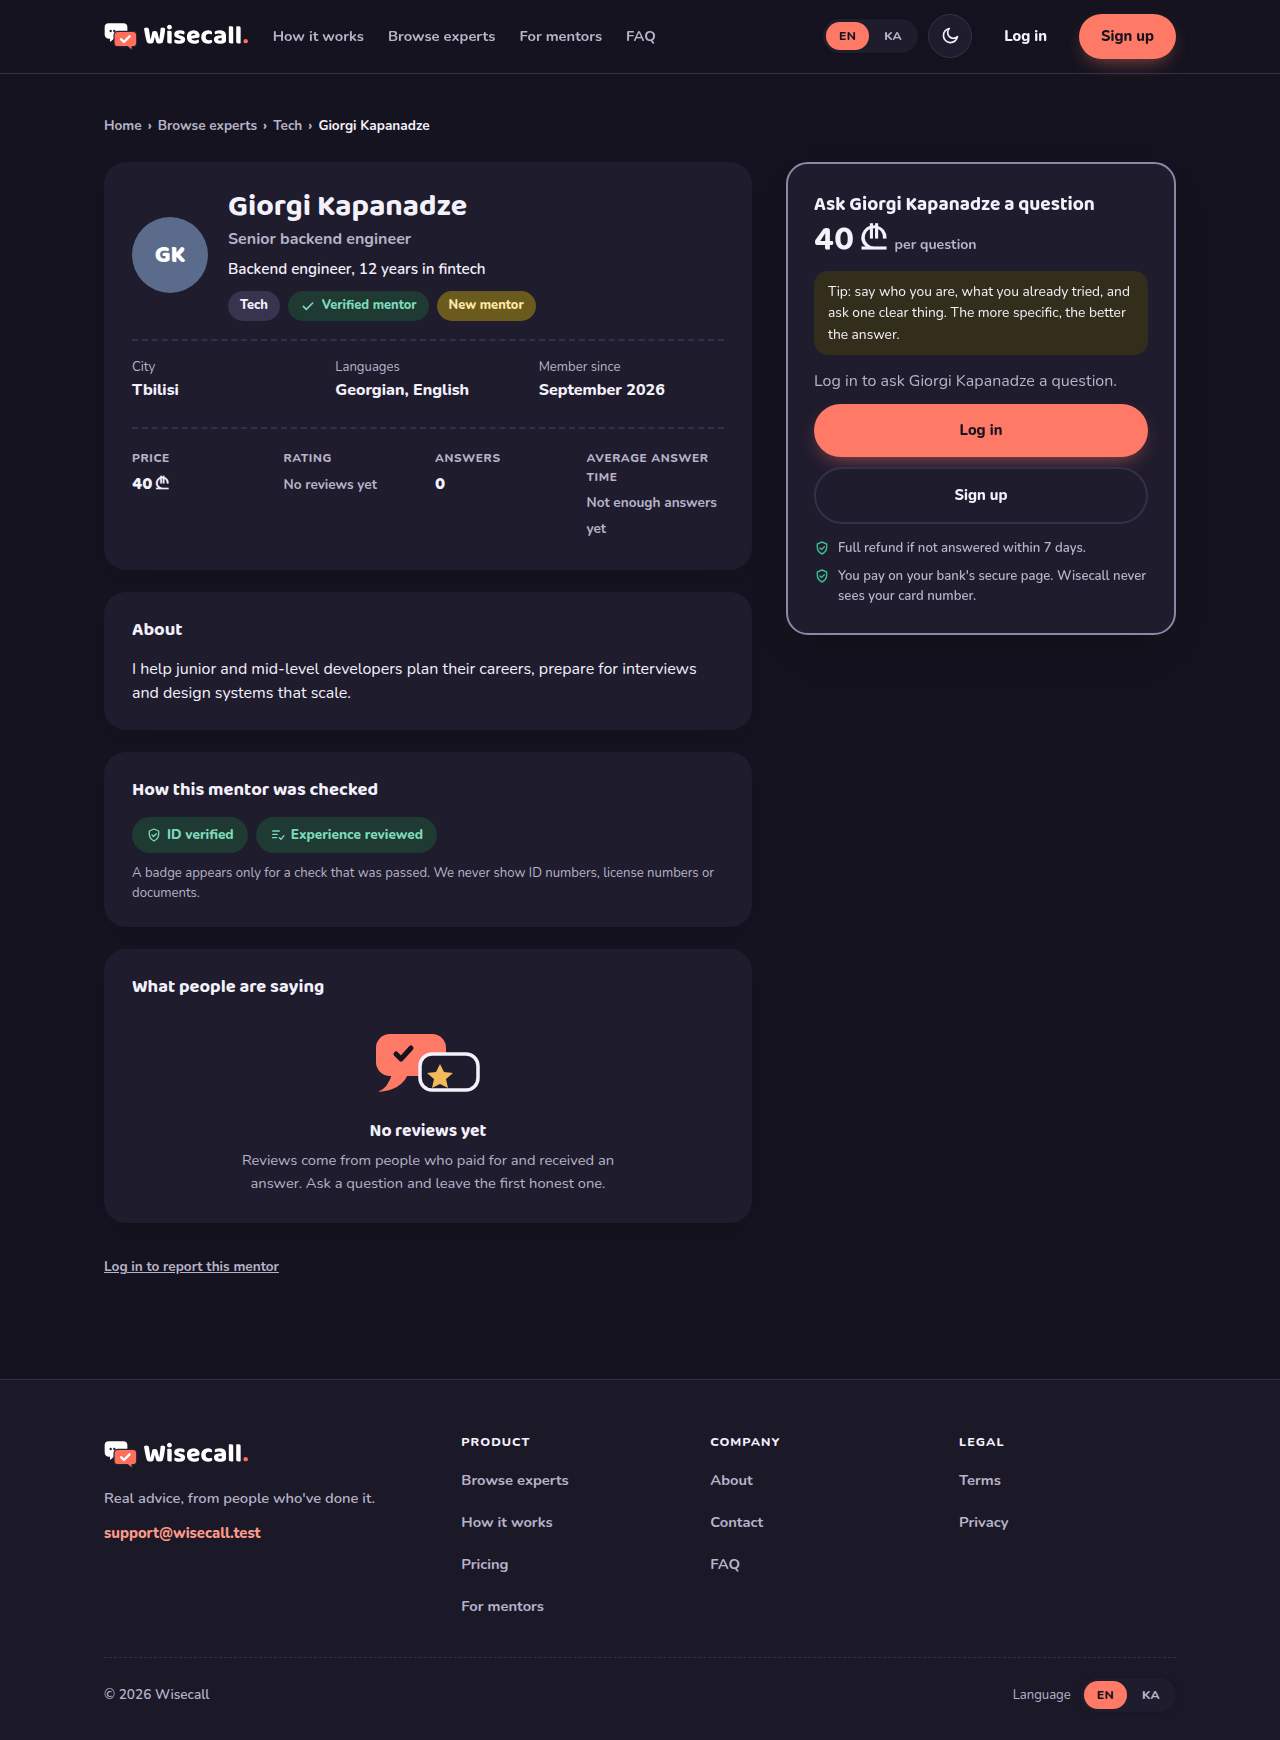 Wisecall.
How it works
Browse experts
For mentors
FAQ
EN
KA
Log in
Sign up
Home › Browse experts › Tech › Giorgi Kapanadze
GK
Giorgi Kapanadze
Senior backend engineer
Backend engineer, 12 years in fintech
Tech
Verified mentor
New mentor
City
Tbilisi
Languages
Georgian, English
Member since
September 2026
PRICE
40 ₾
RATING
No reviews yet
ANSWERS
0
AVERAGE ANSWER
TIME
Not enough answers
yet
Ask Giorgi Kapanadze a question
40 ₾ per question
Tip: say who you are, what you already tried, and
ask one clear thing. The more specific, the better
the answer.
Log in to ask Giorgi Kapanadze a question.
Log in
Sign up
Full refund if not answered within 7 days.
You pay on your bank's secure page. Wisecall never
sees your card number.
About
I help junior and mid-level developers plan their careers, prepare for interviews
and design systems that scale.
How this mentor was checked
ID verified
Experience reviewed
A badge appears only for a check that was passed. We never show ID numbers, license numbers or
documents.
What people are saying
No reviews yet
Reviews come from people who paid for and received an
answer. Ask a question and leave the first honest one.
Log in to report this mentor
Wisecall.
Real advice, from people who've done it.
support@wisecall.test
PRODUCT
Browse experts
How it works
Pricing
For mentors
COMPANY
About
Contact
FAQ
LEGAL
Terms
Privacy
© 2026 Wisecall
Language
EN
KA